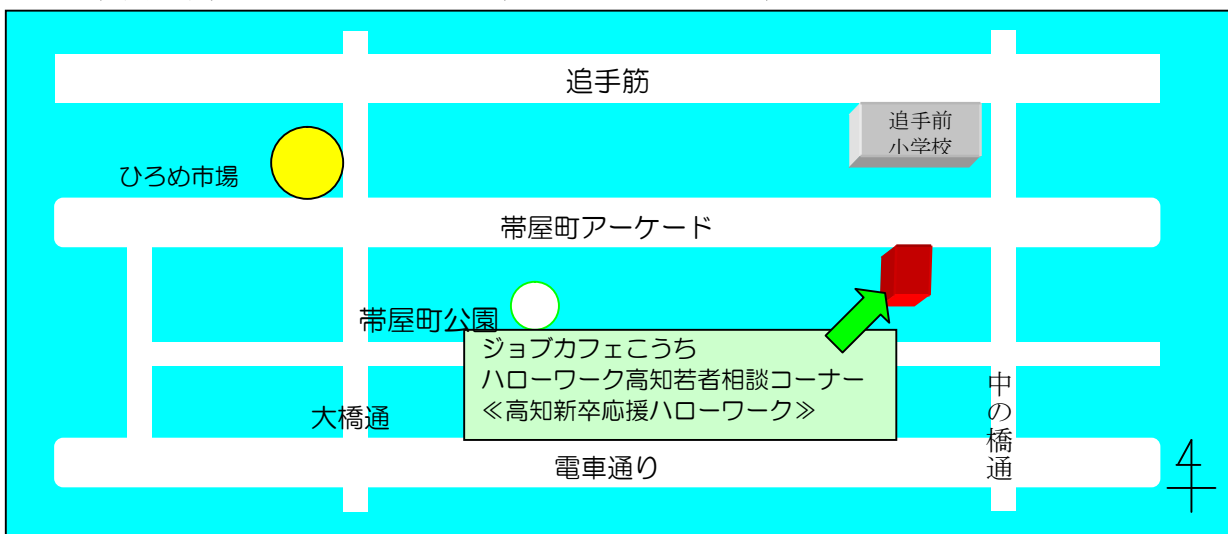 追手筋
追手前
小学校
ひろめ市場
帯屋町アーケード
帯屋町公園
ジョブカフェこうち
ハローワーク高知若者相談コーナー
≪高知新卒応援ハローワーク≫
大橋通
中の橋通
電車通り